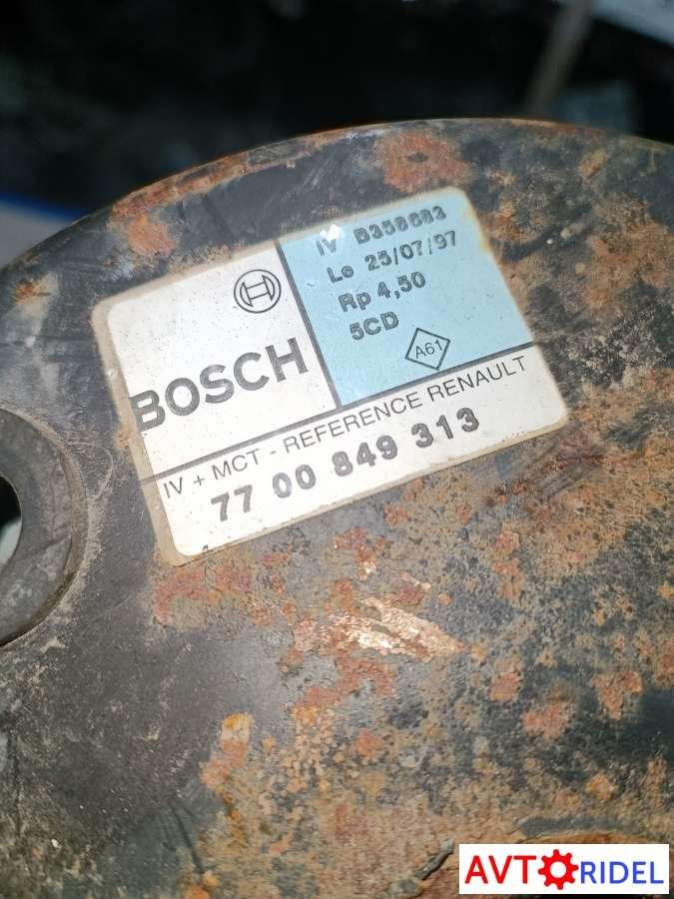 IV B358683
Le 25/07/97
Rp 4,50
5CD
A61
BOSCH
IV + MCT - REFERENCE RENAULT
77 00 849 313
AVTORIDEL